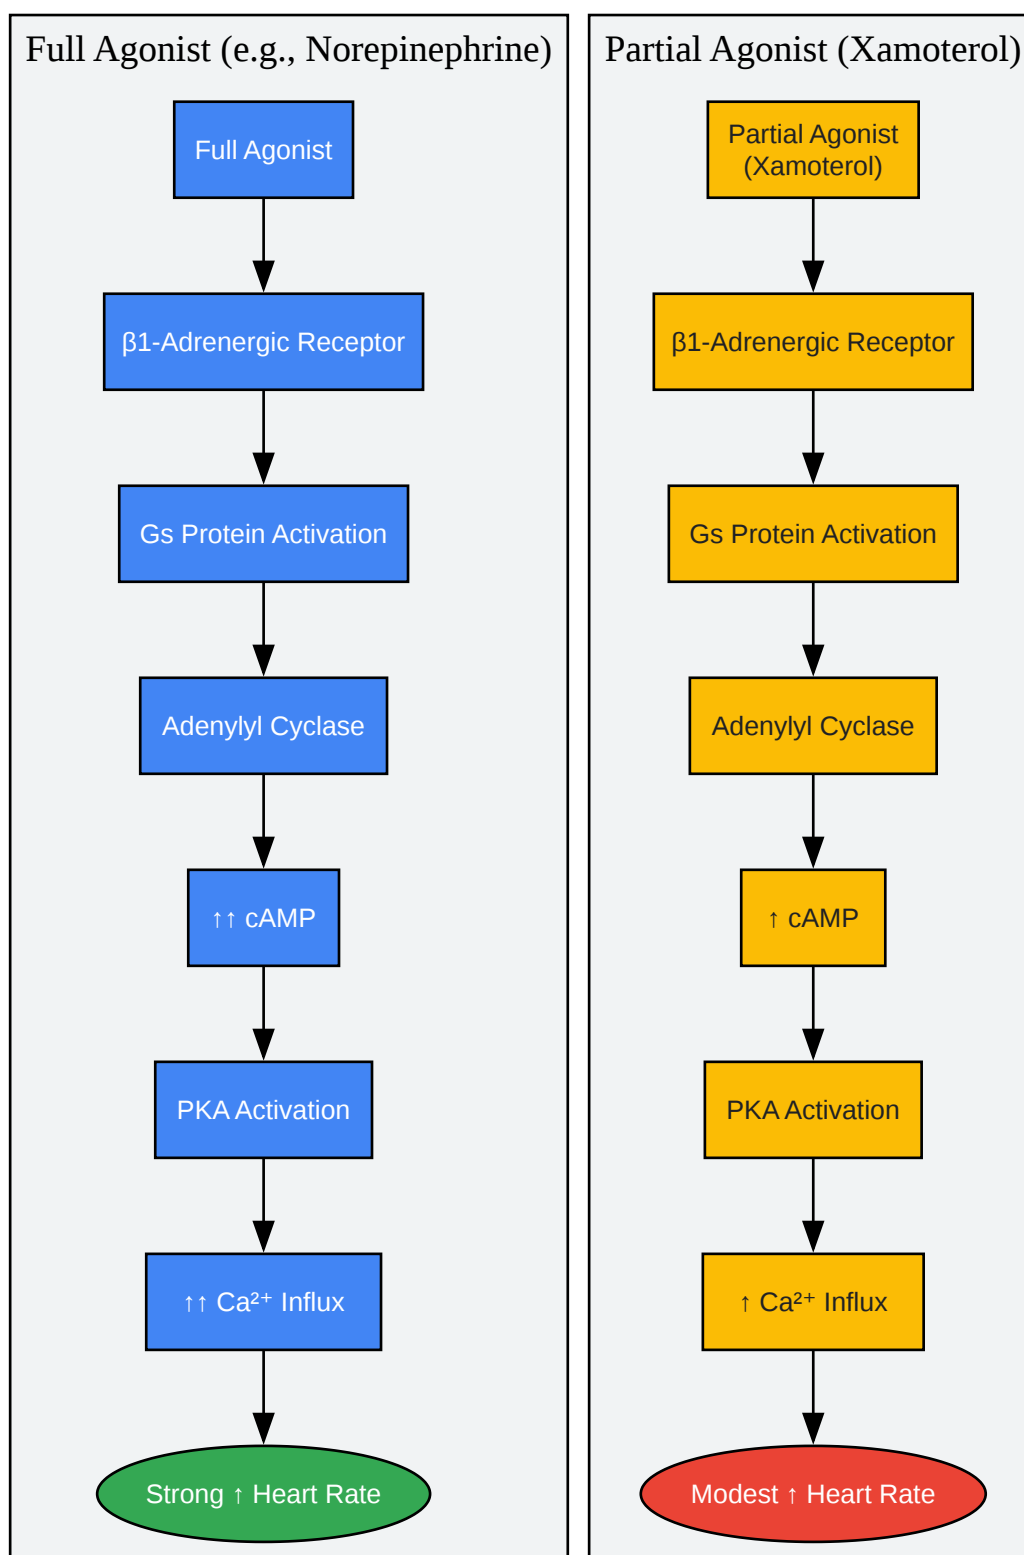 Full Agonist (e.g., Norepinephrine)
Full Agonist
β1-Adrenergic Receptor
Gs Protein Activation
Adenylyl Cyclase
↑↑ cAMP
PKA Activation
↑↑ Ca²⁺ Influx
Strong ↑ Heart Rate
Partial Agonist (Xamoterol)
Partial Agonist
(Xamoterol)
β1-Adrenergic Receptor
Gs Protein Activation
Adenylyl Cyclase
↑ cAMP
PKA Activation
↑ Ca²⁺ Influx
Modest ↑ Heart Rate